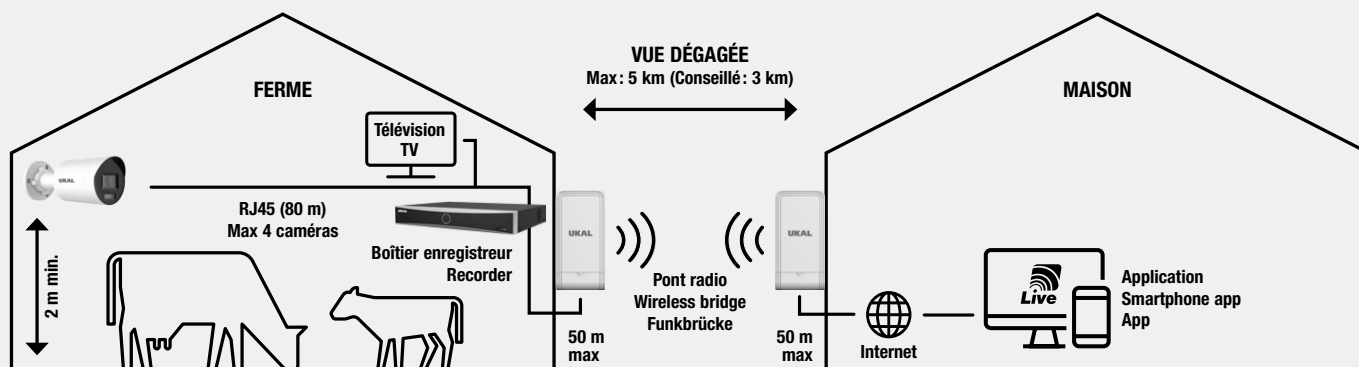 FERME
VUE DÉGAGÉE
Max : 5 km (Conseillé : 3 km)
MAISON
Télévision
TV
UKAL
RJ45 (80 m)
Max 4 caméras
2 m min.
UKAL
Boîtier enregistreur
Recorder
UKAL
UKAL
Pont radio
Wireless bridge
Funkbrücke
50 m
max
50 m
max
Internet
Live
Application
Smartphone app
App